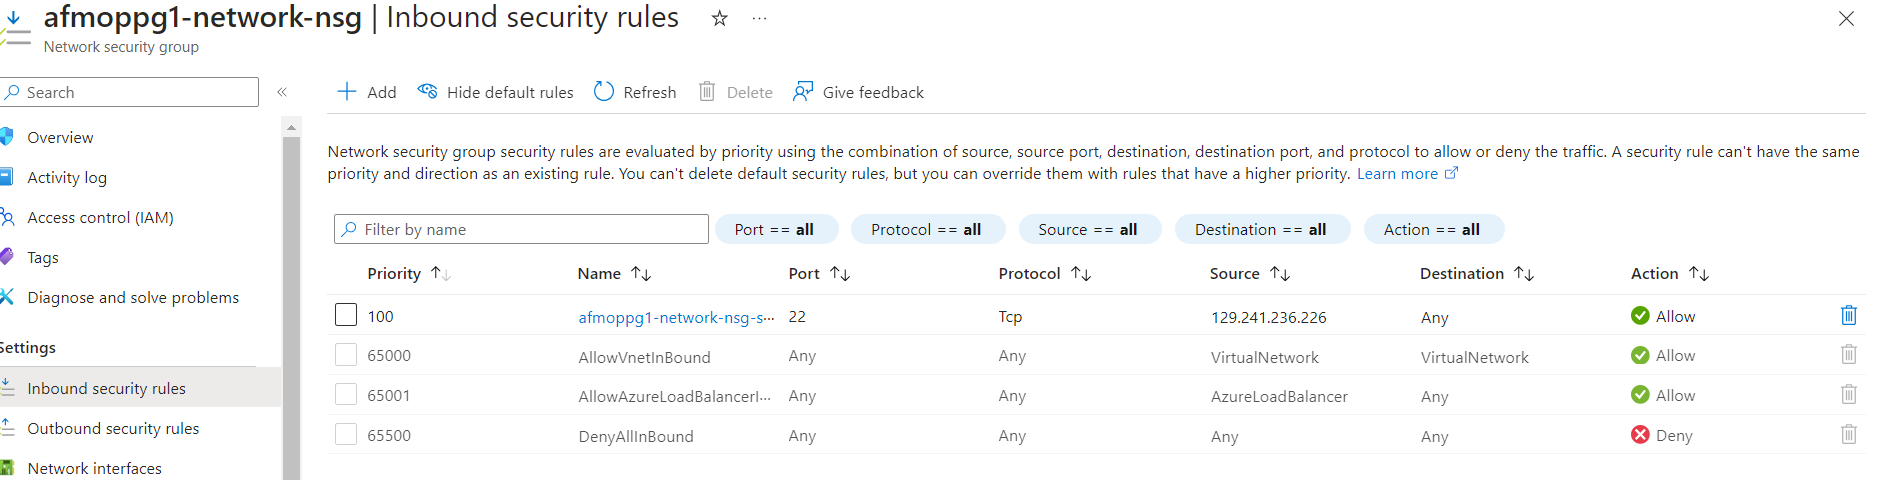 afmoppg1-network-nsg | Inbound security rules ☆ ···
Network security group
Search «
Overview
Activity log
Access control (IAM)
Tags
Diagnose and solve problems
Settings
Inbound security rules
Outbound security rules
Network interfaces
Add Hide default rules Refresh Delete Give feedback
Network security group security rules are evaluated by priority using the combination of source, source port, destination, destination port, and protocol to allow or deny the traffic. A security rule can't have the same
priority and direction as an existing rule. You can't delete default security rules, but you can override them with rules that have a higher priority. Learn more
Filter by name Port == all Protocol == all Source == all Destination == all Action == all
Priority Name Port Protocol Source Destination Action
100 afmoppg1-network-nsg-s··· 22 Tcp 129.241.236.226 Any Allow
65000 AllowVnetInBound Any Any VirtualNetwork VirtualNetwork Allow
65001 AllowAzureLoadBalancerI··· Any Any AzureLoadBalancer Any Allow
65500 DenyAllInBound Any Any Any Any Deny